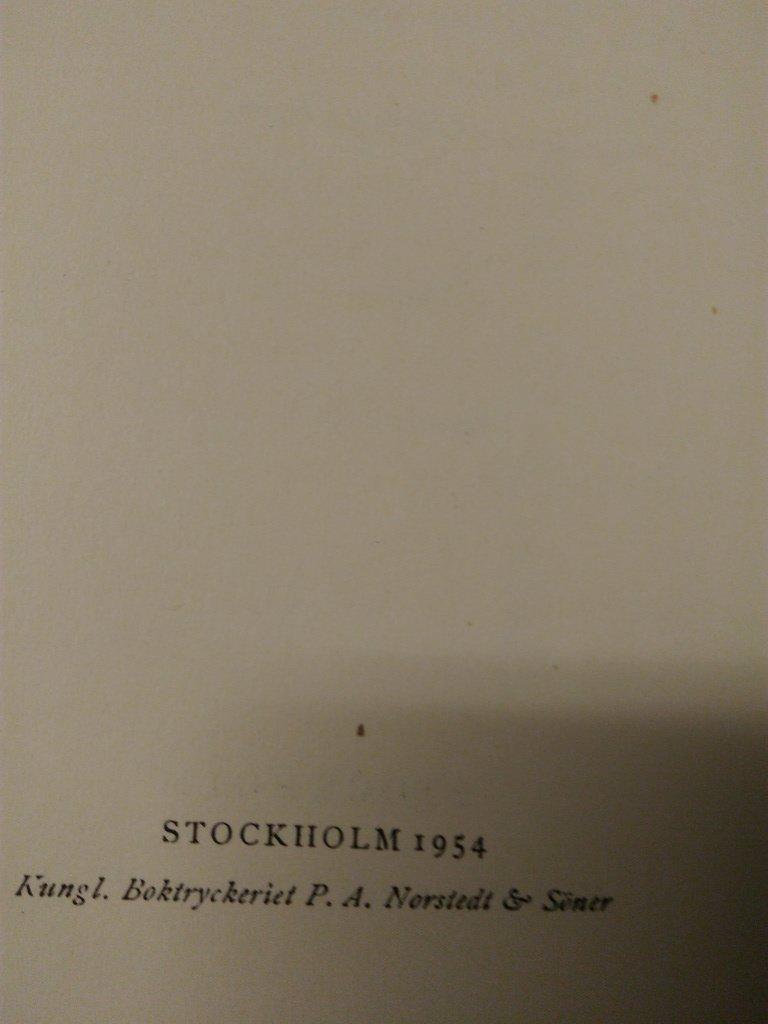 STOCKHOLM 1954
Kungl. Boktryckeriet P. A. Norstedt & Söner